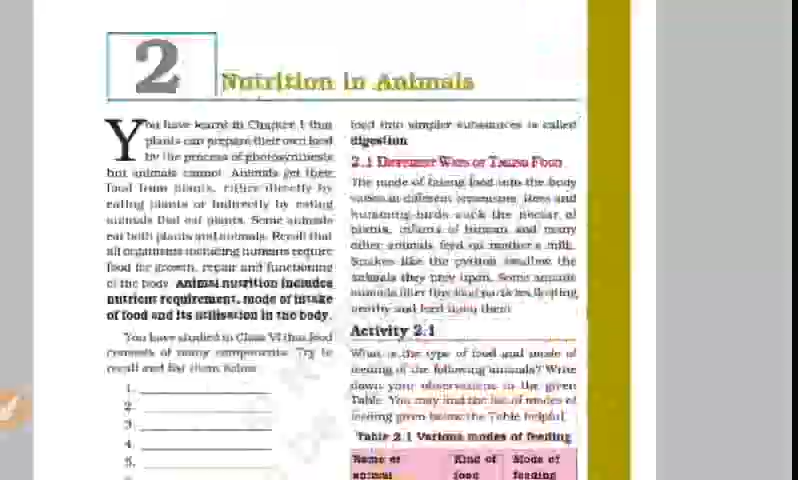 2
Nutrition in Animals
You have learnt in Chapter 1 that
plants can prepare their own food
by the process of photosynthesis
but animals cannot. Animals get their
food from plants, either directly by
eating plants or indirectly by eating
animals that eat plants. Some animals
eat both plants and animals. Recall that
all organisms including humans require
food for growth, repair and functioning
of the body. Animal nutrition includes
nutrient requirement, mode of intake
of food and its utilisation in the body.
You have studied in Class VI that food
consists of many components. Try to
recall and list them below
1.
2.
3.
4.
5.
food into simpler substances is called
digestion
2.1 Different Ways of Taking Food
The mode of taking food into the body
varies in different organisms. Bees and
humming-birds suck the nectar of
plants, infants of human and many
other animals feed on mother's milk.
Snakes like the python swallow the
animals they prey upon. Some aquatic
animals filter tiny food particles floating
nearby and feed upon them
Activity 2.1
What is the type of food and mode of
feeding of the following animals? Write
down your observations in the given
Table. You may find the list of modes of
feeding given below the Table helpful.
Table 2.1 Various modes of feeding
Name of Kind of Mode of
animal food feeding